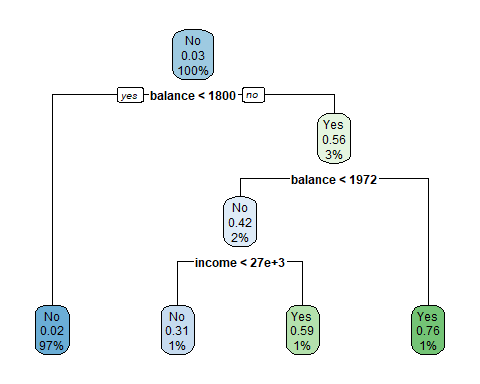 No
0.03
100%
yes balance < 1800 no
Yes
0.56
3%
balance < 1972
No
0.42
2%
income < 27e+3
No
0.02
97%
No
0.31
1%
Yes
0.59
1%
Yes
0.76
1%